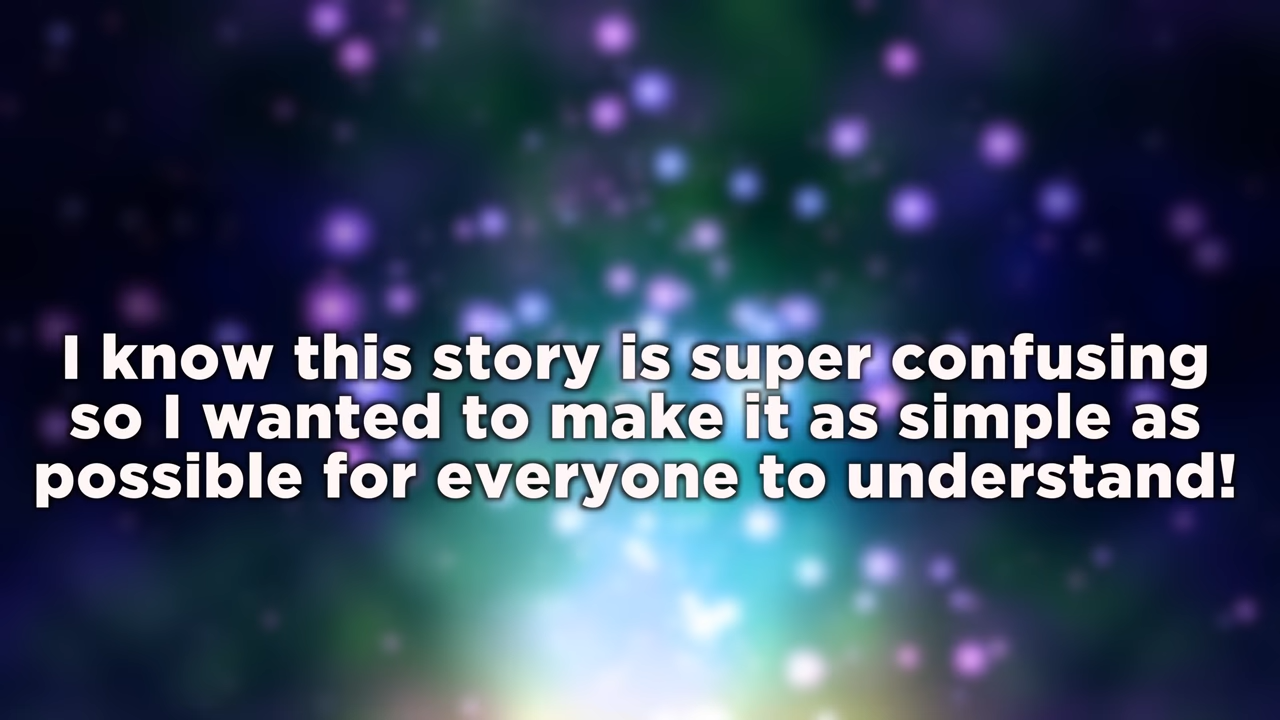 I know this story is super confusing
so I wanted to make it as simple as
possible for everyone to understand!